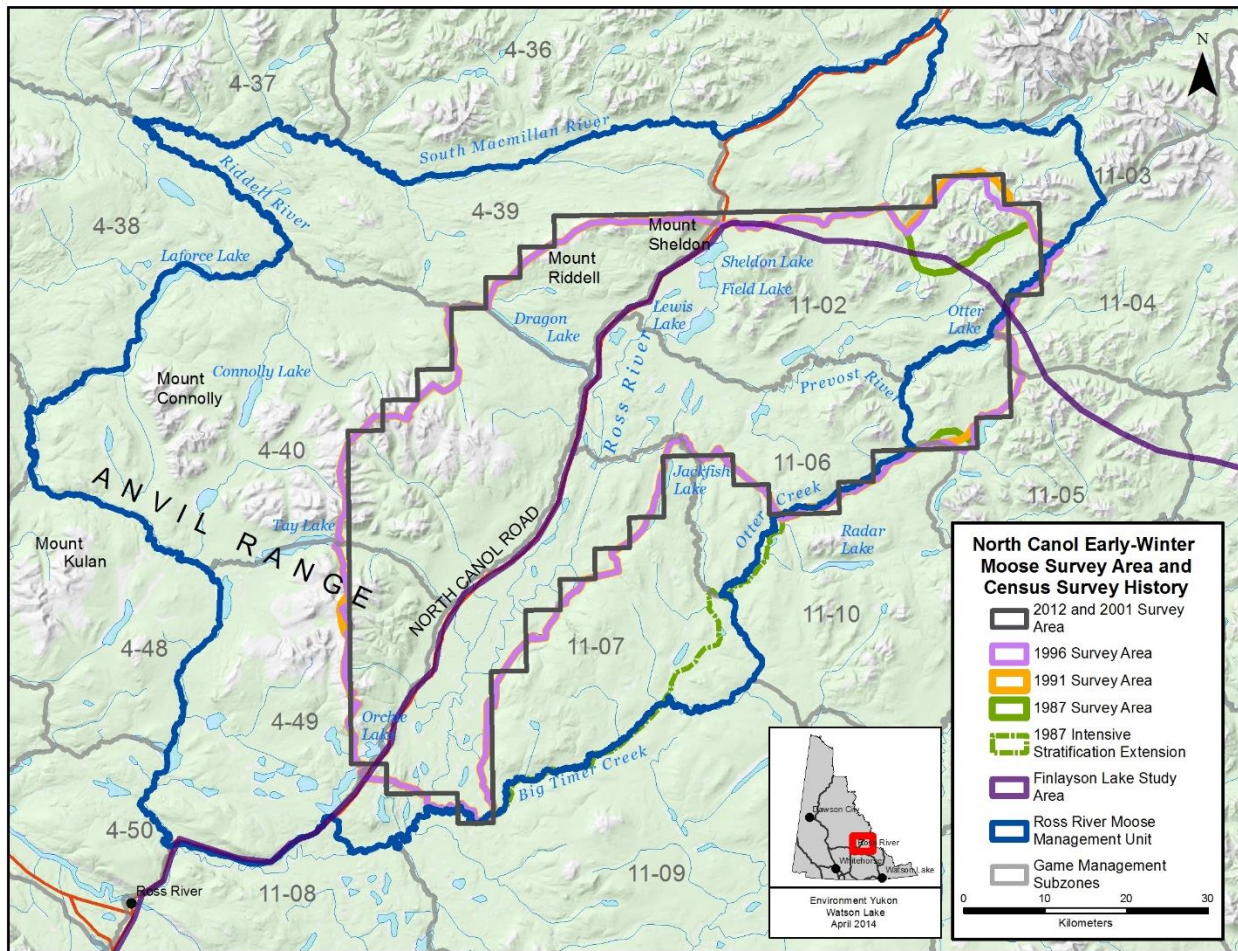 4-36
4-37
N
South Macmillan River
Riddell River
11-03
4-39
4-38
Mount
Sheldon
Laforce Lake
Mount
Riddell
Sheldon Lake
Field Lake
11-02
11-04
Lewis
Lake
Otter
Lake
Dragon
Lake
Ross River
Prevost River
Connolly Lake
Mount
Connolly
4-40
11-06
Jackfish
Lake
11-05
ANVIL RANGE
Tay Lake
Otter Creek
Radar
Lake
Mount
Kulan
NORTH CANOL ROAD
11-10
11-07
4-48
4-49
Orchie
Lake
Big Timer Creek
4-50
Ross River
11-08
11-09
North Canol Early-Winter
Moose Survey Area and
Census Survey History
2012 and 2001 Survey
Area
1996 Survey Area
1991 Survey Area
1987 Survey Area
1987 Intensive
Stratification Extension
Finlayson Lake Study
Area
Ross River Moose
Management Unit
Game Management
Subzones
0 10 20 30
Kilometers
Dawson City
Ross River
Whitehorse
Watson Lake
Environment Yukon
Watson Lake
April 2014